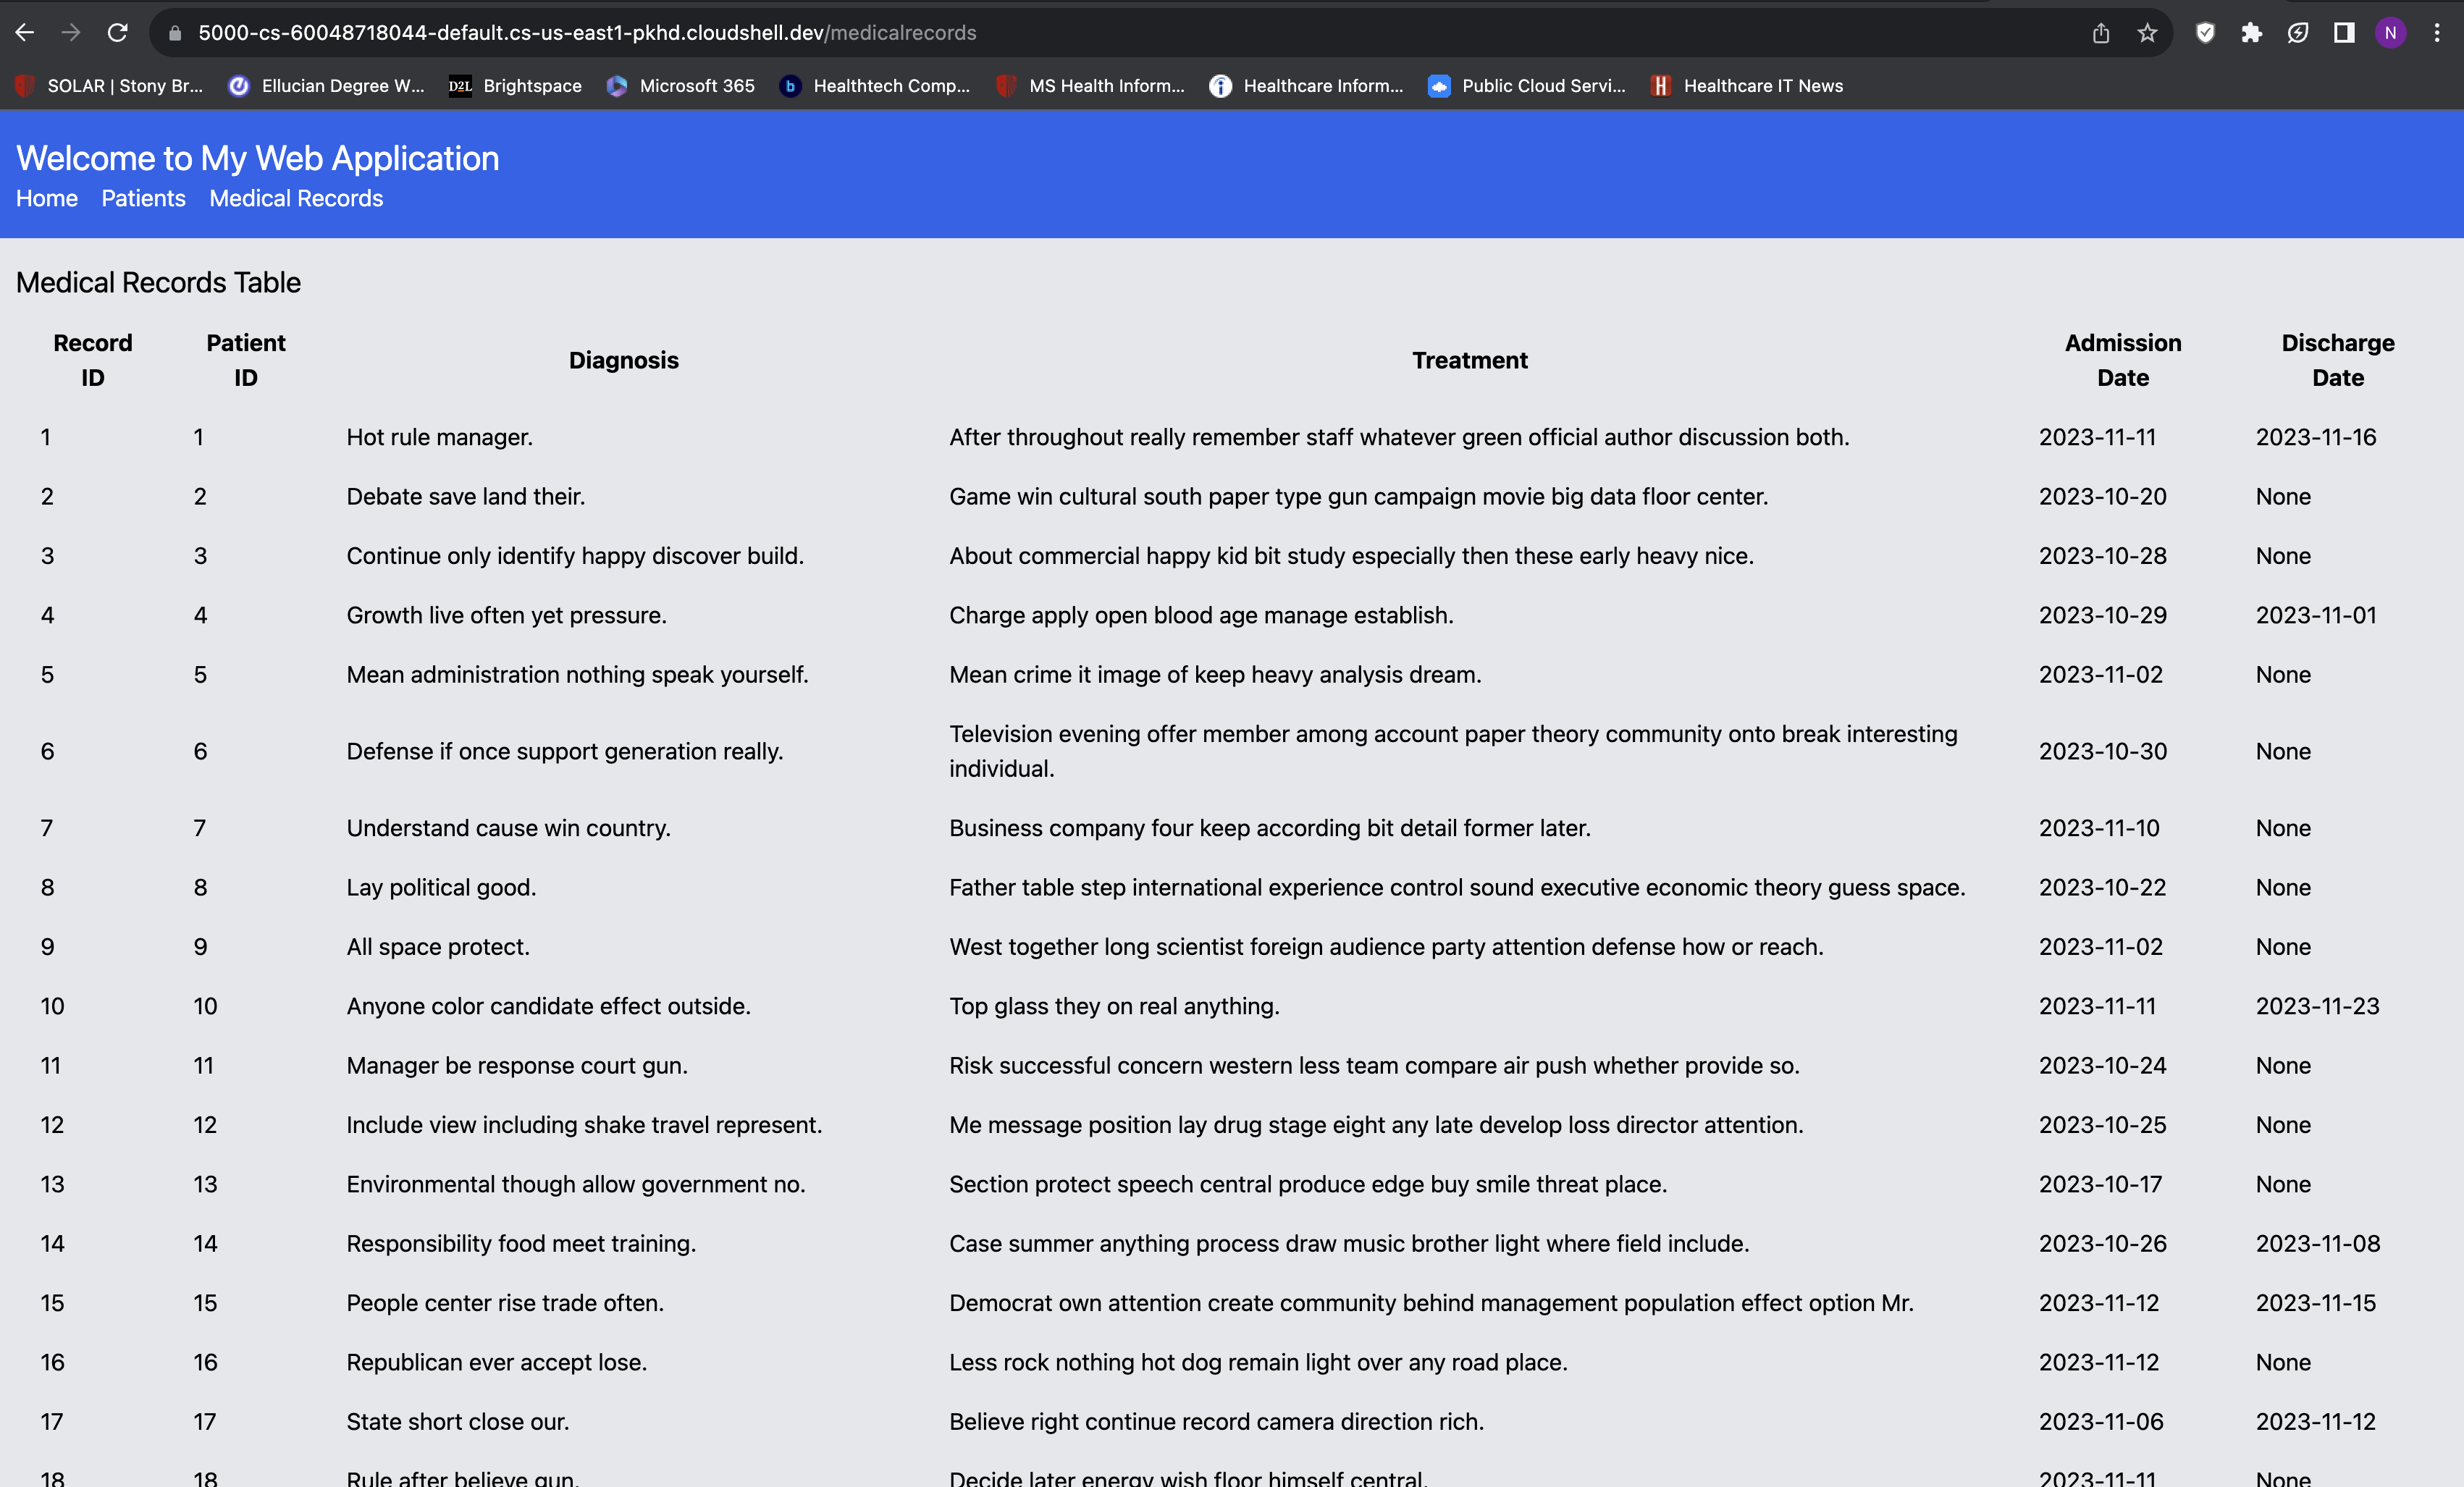 5000-cs-60048718044-default.cs-us-east1-pkhd.cloudshell.dev/medicalrecords
N
SOLAR | Stony Br... Ellucian Degree W... D2L Brightspace Microsoft 365 b Healthtech Comp... MS Health Inform... Healthcare Inform... Public Cloud Servi... H Healthcare IT News
Welcome to My Web Application
Home Patients Medical Records
Medical Records Table
Record ID Patient ID Diagnosis Treatment Admission Date Discharge Date
1 1 Hot rule manager. After throughout really remember staff whatever green official author discussion both. 2023-11-11 2023-11-16
2 2 Debate save land their. Game win cultural south paper type gun campaign movie big data floor center. 2023-10-20 None
3 3 Continue only identify happy discover build. About commercial happy kid bit study especially then these early heavy nice. 2023-10-28 None
4 4 Growth live often yet pressure. Charge apply open blood age manage establish. 2023-10-29 2023-11-01
5 5 Mean administration nothing speak yourself. Mean crime it image of keep heavy analysis dream. 2023-11-02 None
6 6 Defense if once support generation really. Television evening offer member among account paper theory community onto break interesting individual. 2023-10-30 None
7 7 Understand cause win country. Business company four keep according bit detail former later. 2023-11-10 None
8 8 Lay political good. Father table step international experience control sound executive economic theory guess space. 2023-10-22 None
9 9 All space protect. West together long scientist foreign audience party attention defense how or reach. 2023-11-02 None
10 10 Anyone color candidate effect outside. Top glass they on real anything. 2023-11-11 2023-11-23
11 11 Manager be response court gun. Risk successful concern western less team compare air push whether provide so. 2023-10-24 None
12 12 Include view including shake travel represent. Me message position lay drug stage eight any late develop loss director attention. 2023-10-25 None
13 13 Environmental though allow government no. Section protect speech central produce edge buy smile threat place. 2023-10-17 None
14 14 Responsibility food meet training. Case summer anything process draw music brother light where field include. 2023-10-26 2023-11-08
15 15 People center rise trade often. Democrat own attention create community behind management population effect option Mr. 2023-11-12 2023-11-15
16 16 Republican ever accept lose. Less rock nothing hot dog remain light over any road place. 2023-11-12 None
17 17 State short close our. Believe right continue record camera direction rich. 2023-11-06 2023-11-12
18 18 Rule after believe gun. Decide later energy wish floor himself central. 2023-11-11 None